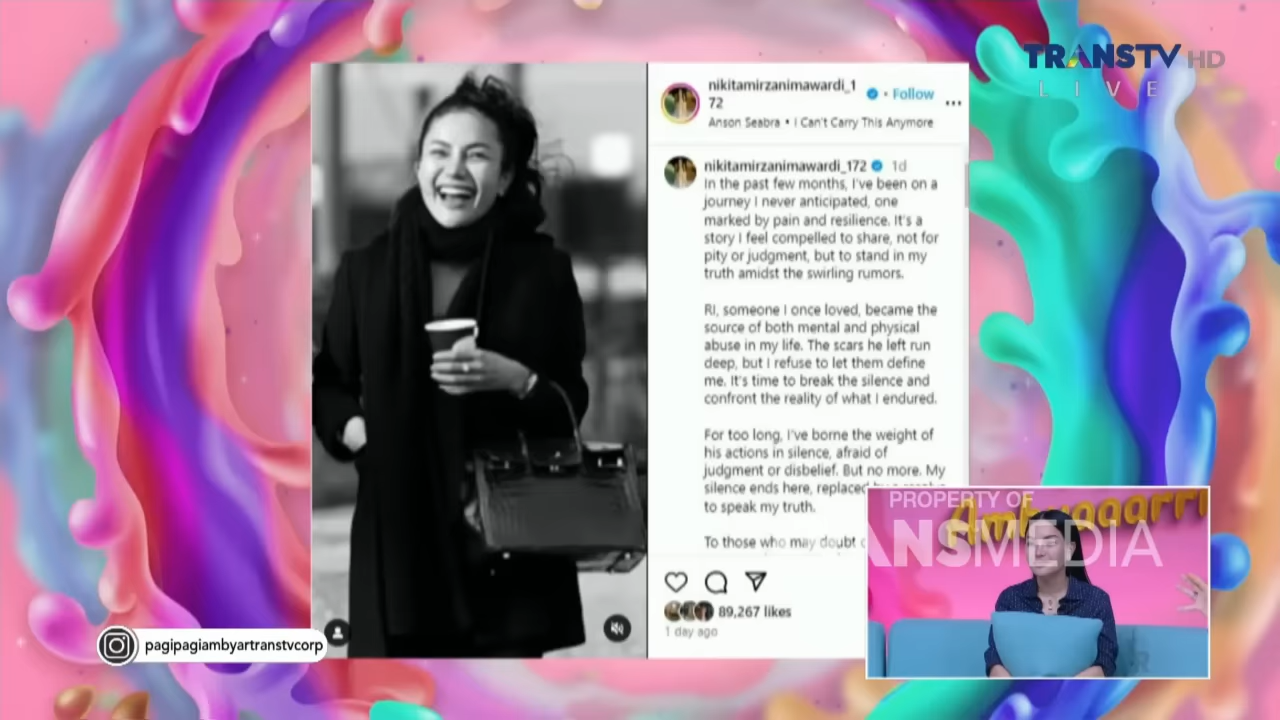 TRANSTV HD
LIVE
nikitamirzanimawardi_1
72
• Follow
Anson Seabra • I Can't Carry This Anymore
nikitamirzanimawardi_172 1d
In the past few months, I've been on a
journey I never anticipated, one
marked by pain and resilience. It's a
story I feel compelled to share, not for
pity or judgment, but to stand in my
truth amidst the swirling rumors.
RI, someone I once loved, became the
source of both mental and physical
abuse in my life. The scars he left run
deep, but I refuse to let them define
me. It's time to break the silence and
confront the reality of what I endured.
For too long, I've borne the weight of
his actions in silence, afraid of
judgment or disbelief. But no more. My
silence ends here, replaced
to speak my truth.
To those who may doubt
89,267 likes
1 day ago
PROPERTY OF
ANSMEDIA
pagipagiambyartranstvcorp